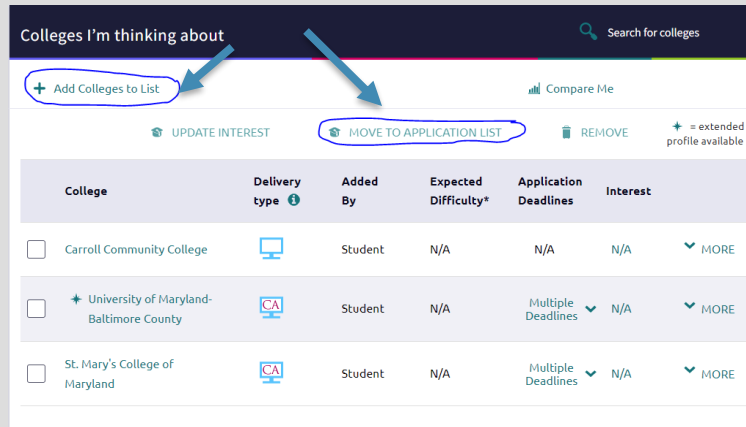 Colleges I'm thinking about
Search for colleges
+ Add Colleges to List
Compare Me
UPDATE INTEREST
MOVE TO APPLICATION LIST
REMOVE
= extended
profile available
College
Delivery
type
Added
By
Expected
Difficulty*
Application
Deadlines
Interest
Carroll Community College
Student
N/A
N/A
N/A
MORE
University of Maryland-
Baltimore County
CA
Student
N/A
Multiple
Deadlines
N/A
MORE
St. Mary's College of
Maryland
CA
Student
N/A
Multiple
Deadlines
N/A
MORE